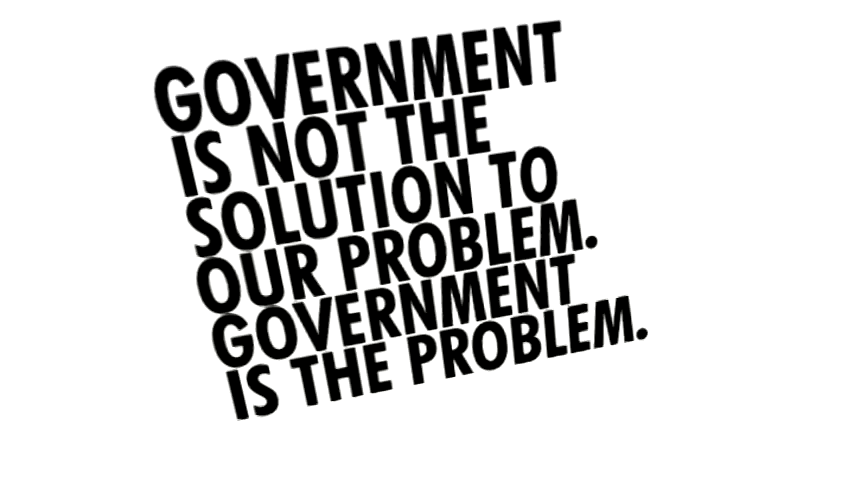 GOVERNMENT
IS NOT THE
SOLUTION TO
OUR PROBLEM.
GOVERNMENT
IS THE PROBLEM.